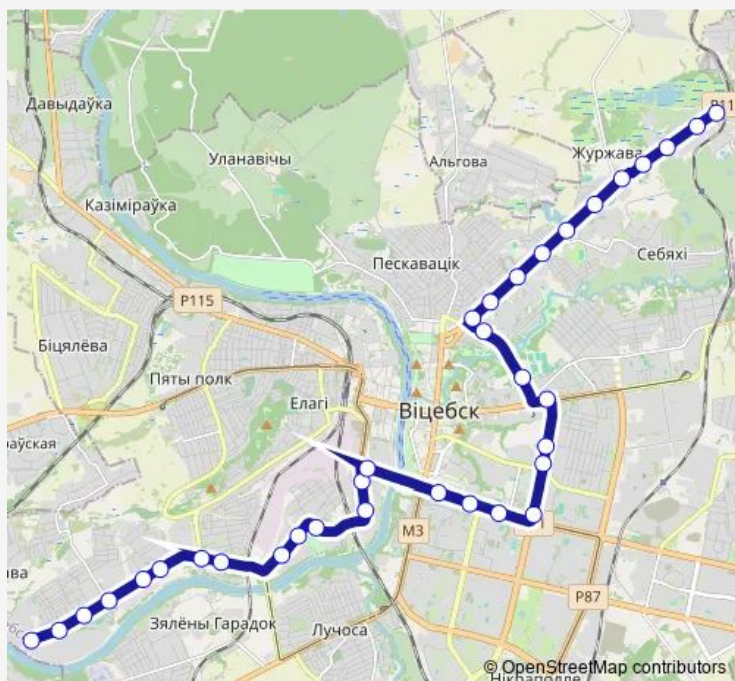 Давыдаўка
Уланавічы
Альгова
Журжава
Казіміраўка
Себяхі
Пескавацік
P115
Біцялёва
Пяты полк
Елагі
Віцебск
M3
P87
Зялёны Гарадок
Лучоса
© OpenStreetMap contributors